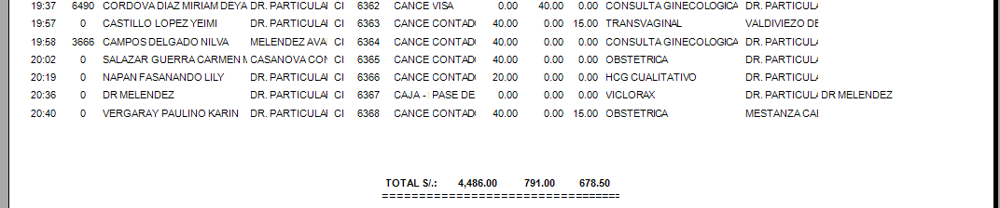 19:37 6490 CORDOVA DIAZ MIRIAM DEYA DR. PARTICULAI CI 6362 CANCE VISA 0.00 40.00 0.00 CONSULTA GINECOLOGICA DR. PARTICULA
19:57 0 CASTILLO LOPEZ YEIMI DR. PARTICULAI CI 6363 CANCE CONTADO 40.00 0.00 15.00 TRANSVAGINAL VALDIVIEZO DE
19:58 3666 CAMPOS DELGADO NILVA MELENDEZ AVA CI 6364 CANCE CONTADO 40.00 0.00 0.00 CONSULTA GINECOLOGICA DR. PARTICULA
20:02 0 SALAZAR GUERRA CARMEN M CASANOVA CON CI 6365 CANCE CONTADO 40.00 0.00 0.00 OBSTETRICA DR. PARTICULA
20:19 0 NAPAN FASANANDO LILY DR. PARTICULAI CI 6366 CANCE CONTADO 20.00 0.00 0.00 HCG CUALITATIVO DR. PARTICULA
20:36 0 DR MELENDEZ DR. PARTICULAI CI 6367 CAJA - PASE DE 0.00 0.00 0.00 VICLORAX DR. PARTICULA DR MELENDEZ
20:40 0 VERGARAY PAULINO KARIN DR. PARTICULAI CI 6368 CANCE CONTADO 40.00 0.00 15.00 OBSTETRICA MESTANZA CAI
TOTAL S/.: 4,486.00 791.00 678.50
==================================